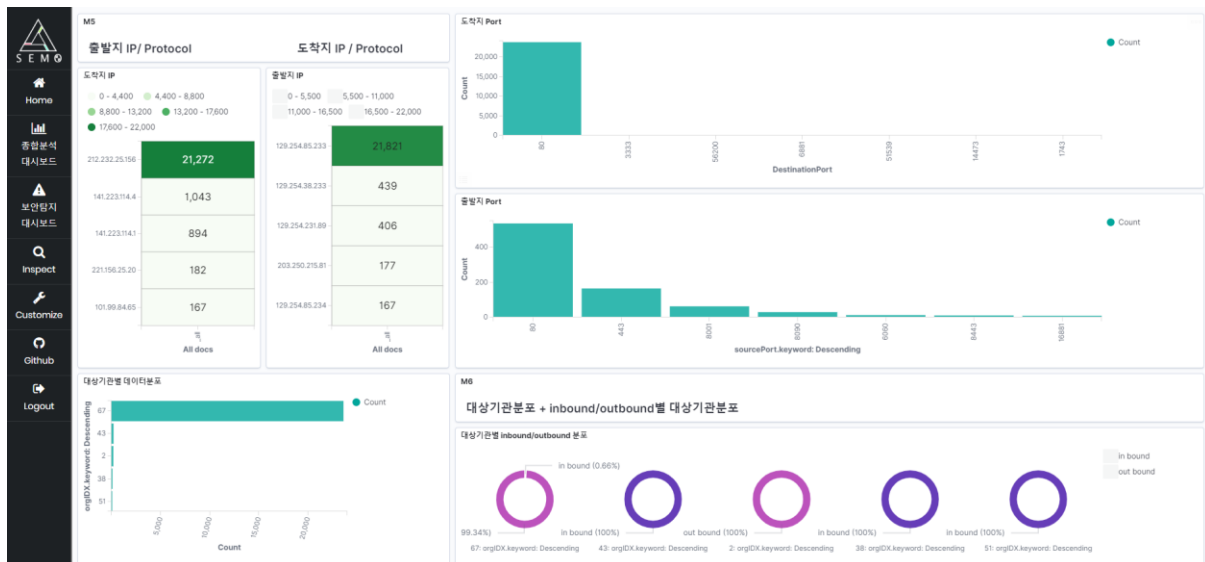 SEMO
Home
종합분석
대시보드
보안탐지
대시보드
Inspect
Customize
Github
Logout
M5
출발지 IP/ Protocol
도착지 IP / Protocol
도착지 IP
0 - 4,400
4,400 - 8,800
8,800 - 13,200
13,200 - 17,600
17,600 - 22,000
212.232.25.156
21,272
141.223.114.4
1,043
141.223.114.1
894
221.156.25.20
182
101.99.84.65
167
_all
All docs
출발지 IP
0 - 5,500
5,500 - 11,000
11,000 - 16,500
16,500 - 22,000
129.254.85.233
21,821
129.254.38.233
439
129.254.231.89
406
203.250.215.81
177
129.254.85.234
167
_all
All docs
도착지 Port
Count
Count
20,000
15,000
10,000
5,000
0
80
3333
56200
6881
51539
14473
1743
DestinationPort
출발지 Port
Count
Count
400
200
0
80
443
6001
8090
6060
8443
16881
sourcePort.keyword: Descending
대상기관별 데이터분포
Count
orgIDX.keyword: Descending
67
43
2
38
51
5,000
10,000
15,000
20,000
Count
M6
대상기관분포 + inbound/outbound별 대상기관분포
대상기관별 inbound/outbound 분포
in bound
out bound
in bound (0.66%)
99.34%)
in bound (100%)
out bound (100%)
in bound (100%)
in bound (100%)
67: orgIDX.keyword: Descending
43: orgIDX.keyword: Descending
2: orgIDX.keyword: Descending
38: orgIDX.keyword: Descending
51: orgIDX.keyword: Descending